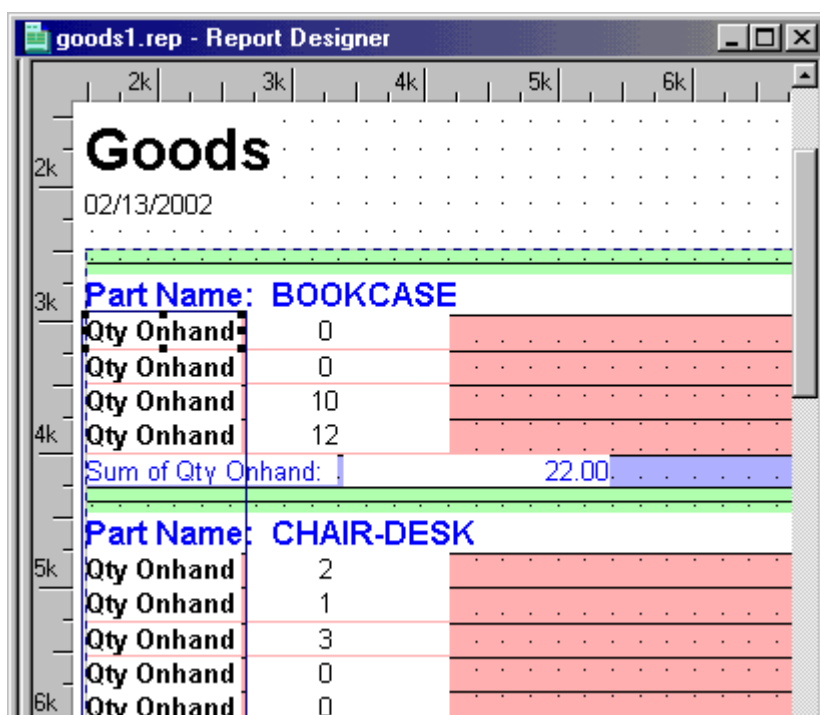 goods1.rep - Report Designer
2k 3k 4k 5k 6k
Goods
2k
02/13/2002
3k
Part Name: BOOKCASE
Qty Onhand 0
Qty Onhand 0
Qty Onhand 10
4k
Qty Onhand 12
Sum of Qty Onhand: 22.00
Part Name: CHAIR-DESK
5k
Qty Onhand 2
Qty Onhand 1
Qty Onhand 3
Qty Onhand 0
6k
Qty Onhand 0